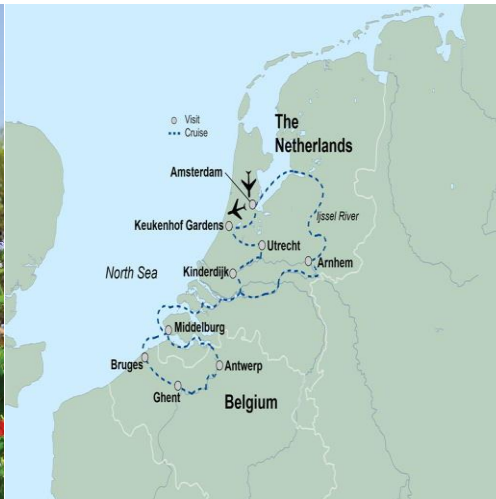 Visit
Cruise
The
Netherlands
Amsterdam
Ijssel River
Keukenhof Gardens
Utrecht
North Sea
Kinderdijk
Arnhem
Middelburg
Bruges
Antwerp
Ghent
Belgium